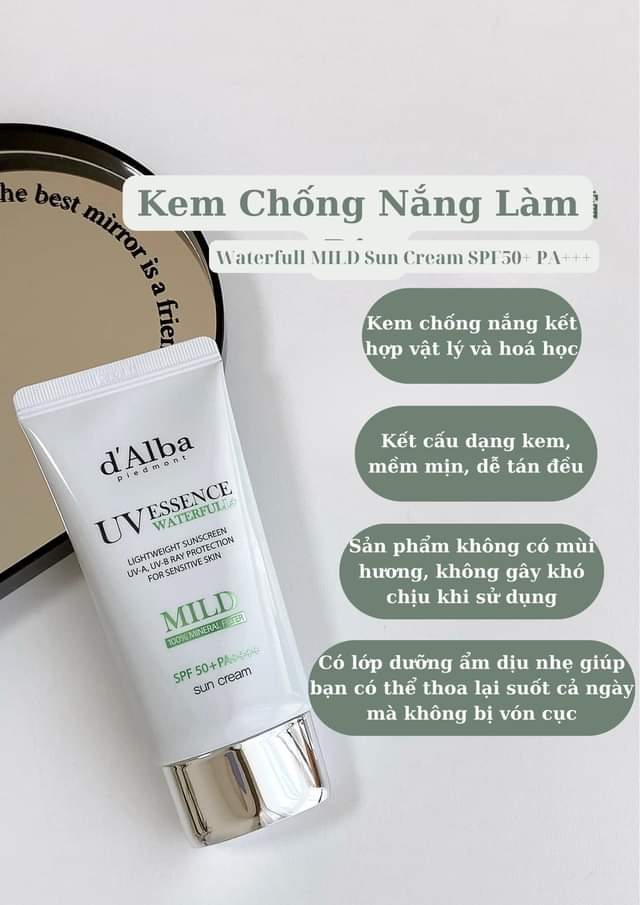 he best mirror is a frien
Kem Chống Nắng Làm
Waterfull MILD Sun Cream SPF50+ PA+++
Kem chống nắng kết
hợp vật lý và hoá học
Kết cấu dạng kem,
mềm mịn, dễ tán đều
Sản phẩm không có mùi
hương, không gây khó
chịu khi sử dụng
Có lớp dưỡng ẩm dịu nhẹ giúp
bạn có thể thoa lại suốt cả ngày
mà không bị vón cục
d'Alba
piedmont
UV ESSENCE
WATERFULL
LIGHTWEIGHT SUNSCREEN
UV-A, UV-B RAY PROTECTION
FOR SENSITIVE SKIN
MILD
100% MINERAL FILTER
SPF 50+ PA++++
sun cream